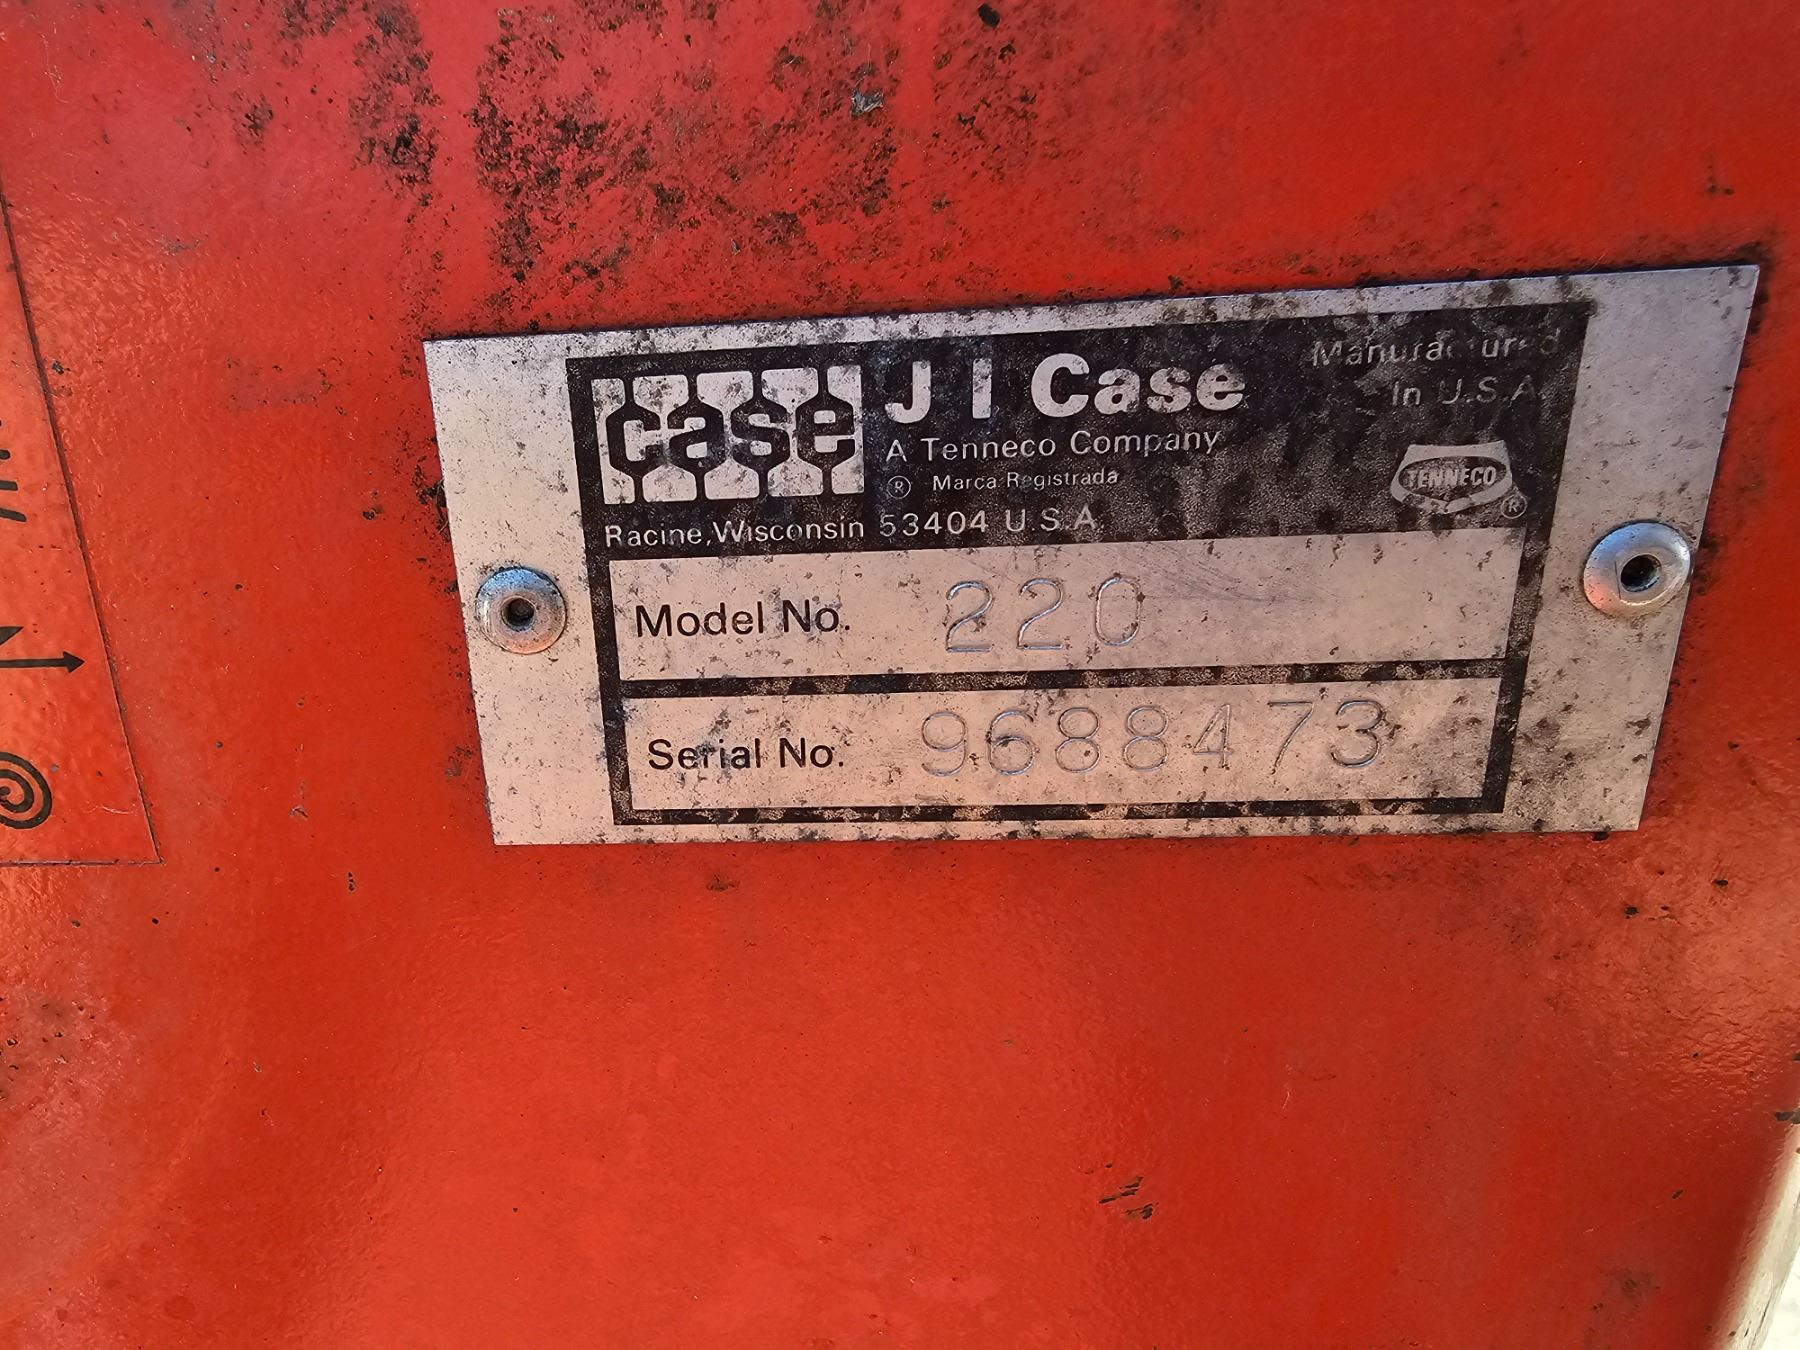 case
J I Case
Manufactured
In U.S.A.
A Tenneco Company
® Marca Registrada
TENNECO
®
Racine, Wisconsin 53404 U.S.A.
Model No. 220
Serial No. 9688473